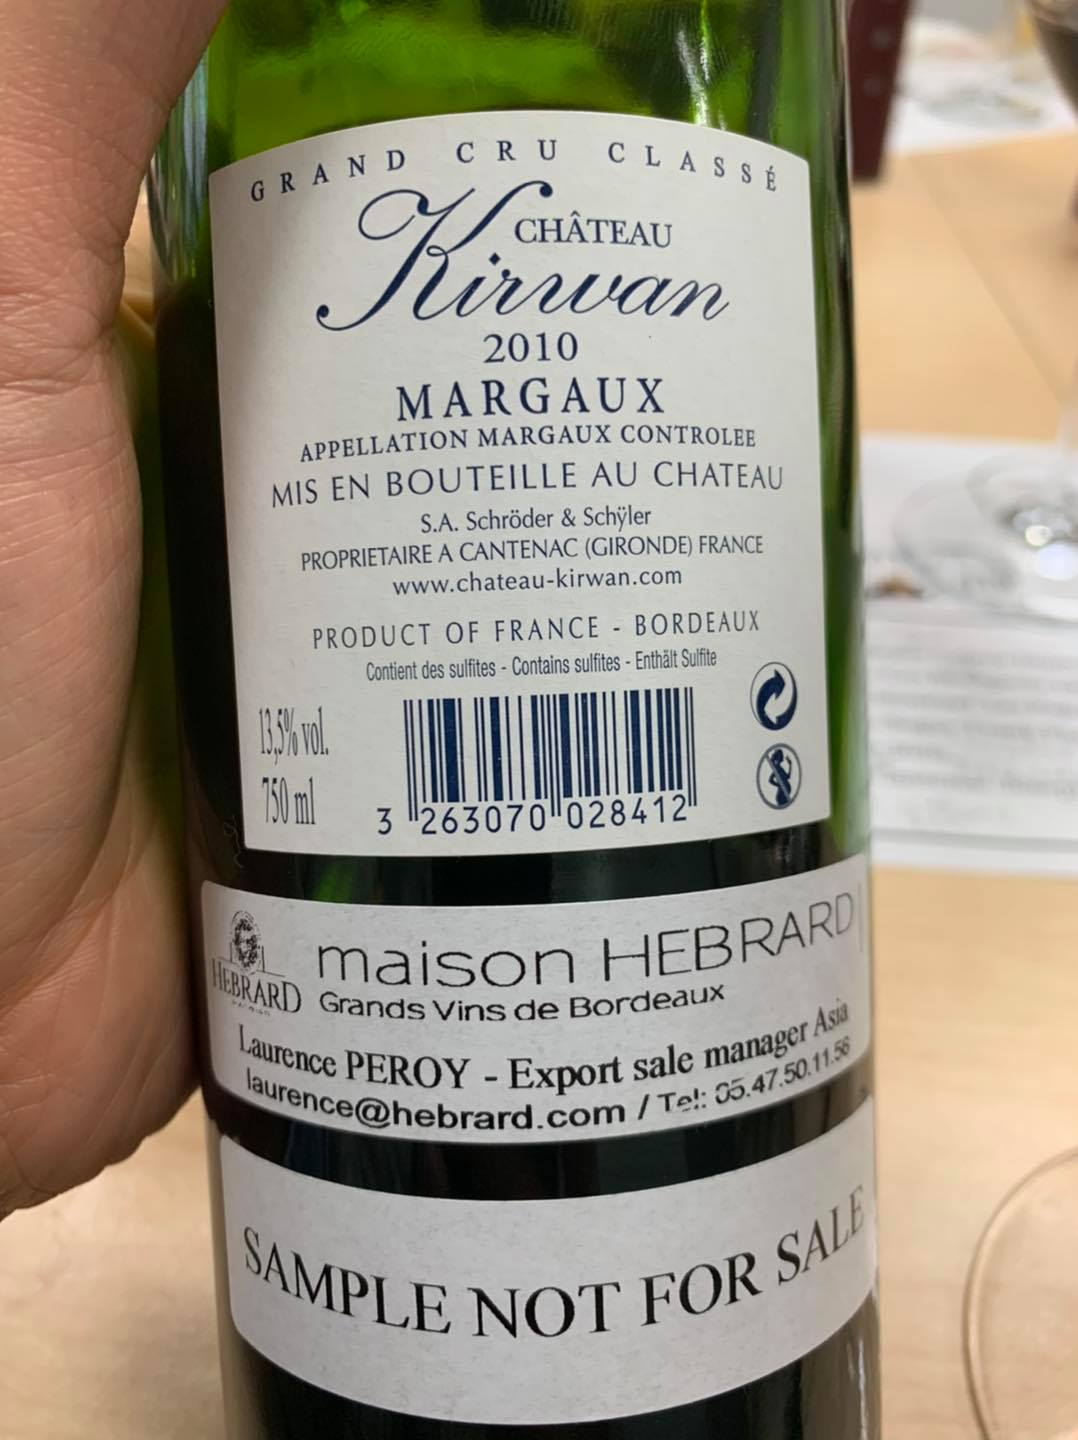 GRAND CRU CLASSÉ
CHÂTEAU
Kirwan
2010
MARGAUX
APPELLATION MARGAUX CONTROLEE
MIS EN BOUTEILLE AU CHATEAU
S.A. Schröder & Schÿler
PROPRIETAIRE A CANTENAC (GIRONDE) FRANCE
www.chateau-kirwan.com
PRODUCT OF FRANCE - BORDEAUX
Contient des sulfites - Contains sulfites - Enthält Sulfite
13,5% vol.
750 ml
3 263070 028412
HEBRARD
maison HEBRARD
Grands Vins de Bordeaux
Laurence PEROY - Export sale manager Asia
laurence@hebrard.com / Tel: 05.47.50.11.56
SAMPLE NOT FOR SALE